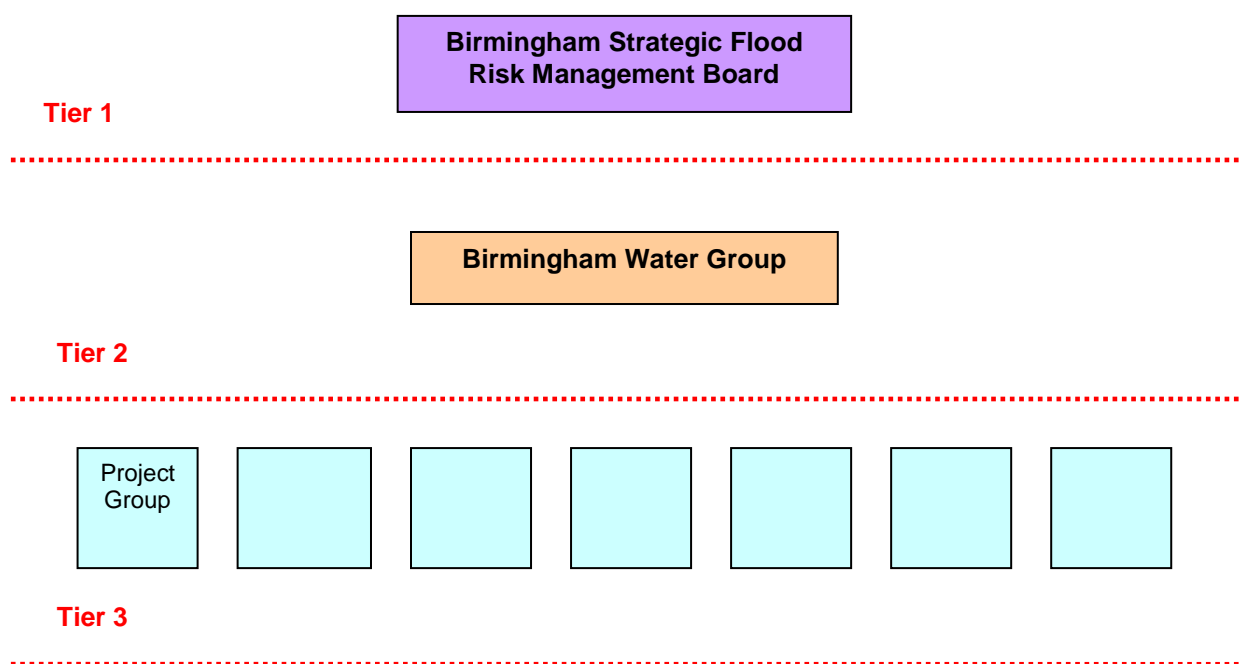 Birmingham Strategic Flood
Risk Management Board
Tier 1
Birmingham Water Group
Tier 2
Project
Group
Tier 3